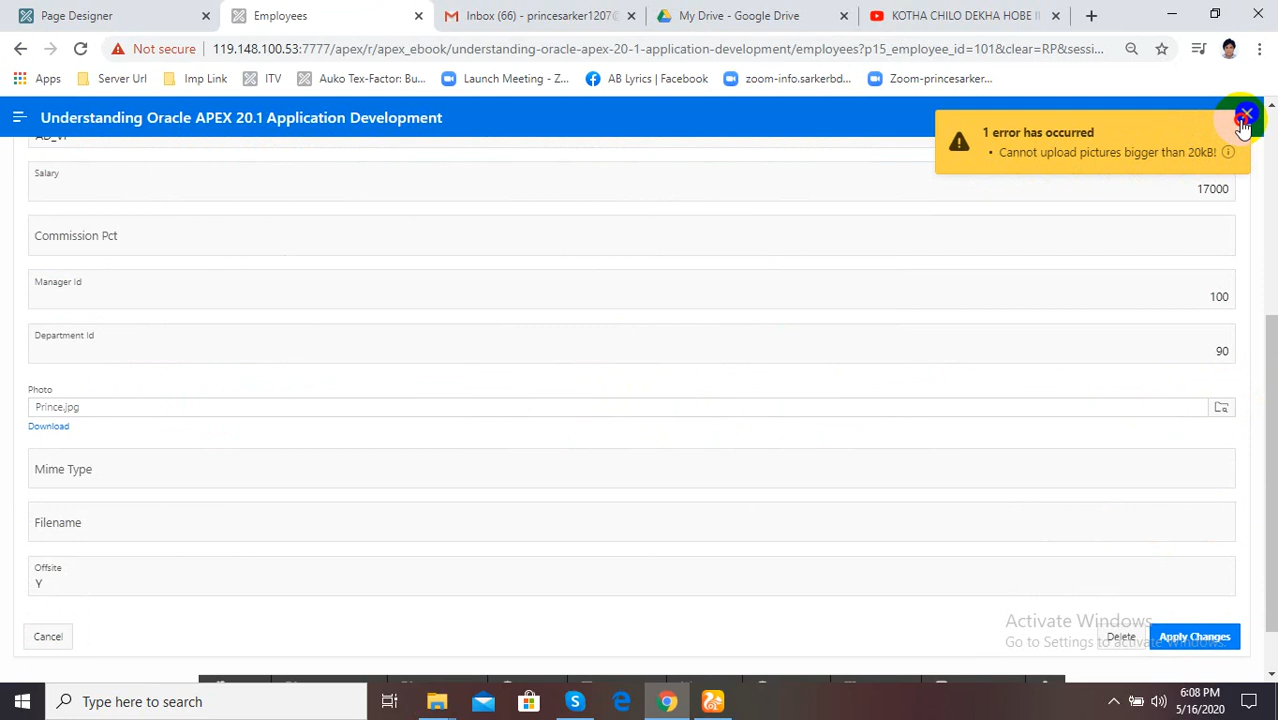 Page Designer
Employees
Inbox (66) - princesarker1207@
My Drive - Google Drive
KOTHA CHILO DEKHA HOBE I
Not secure
119.148.100.53:7777/apex/r/apex_ebook/understanding-oracle-apex-20-1-application-development/employees?p15_employee_id=101&clear=RP&sessi...
Apps
Server Url
Imp Link
ITV
Auko Tex-Factor: Bu...
Launch Meeting - Z...
AB Lyrics | Facebook
zoom-info.sarkerbd...
Zoom-princesarker...
Understanding Oracle APEX 20.1 Application Development
1 error has occurred
• Cannot upload pictures bigger than 20kB!
AD_VP
Salary
17000
Commission Pct
Manager Id
100
Department Id
90
Photo
Prince.jpg
Download
Mime Type
Filename
Offsite
Y
Activate Windows
Go to Settings to activate Windows.
Cancel
Delete
Apply Changes
Type here to search
6:08 PM
5/16/2020